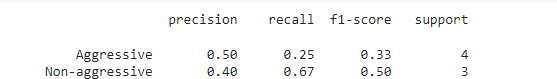 precision recall f1-score support
Aggressive 0.50 0.25 0.33 4
Non-aggressive 0.40 0.67 0.50 3